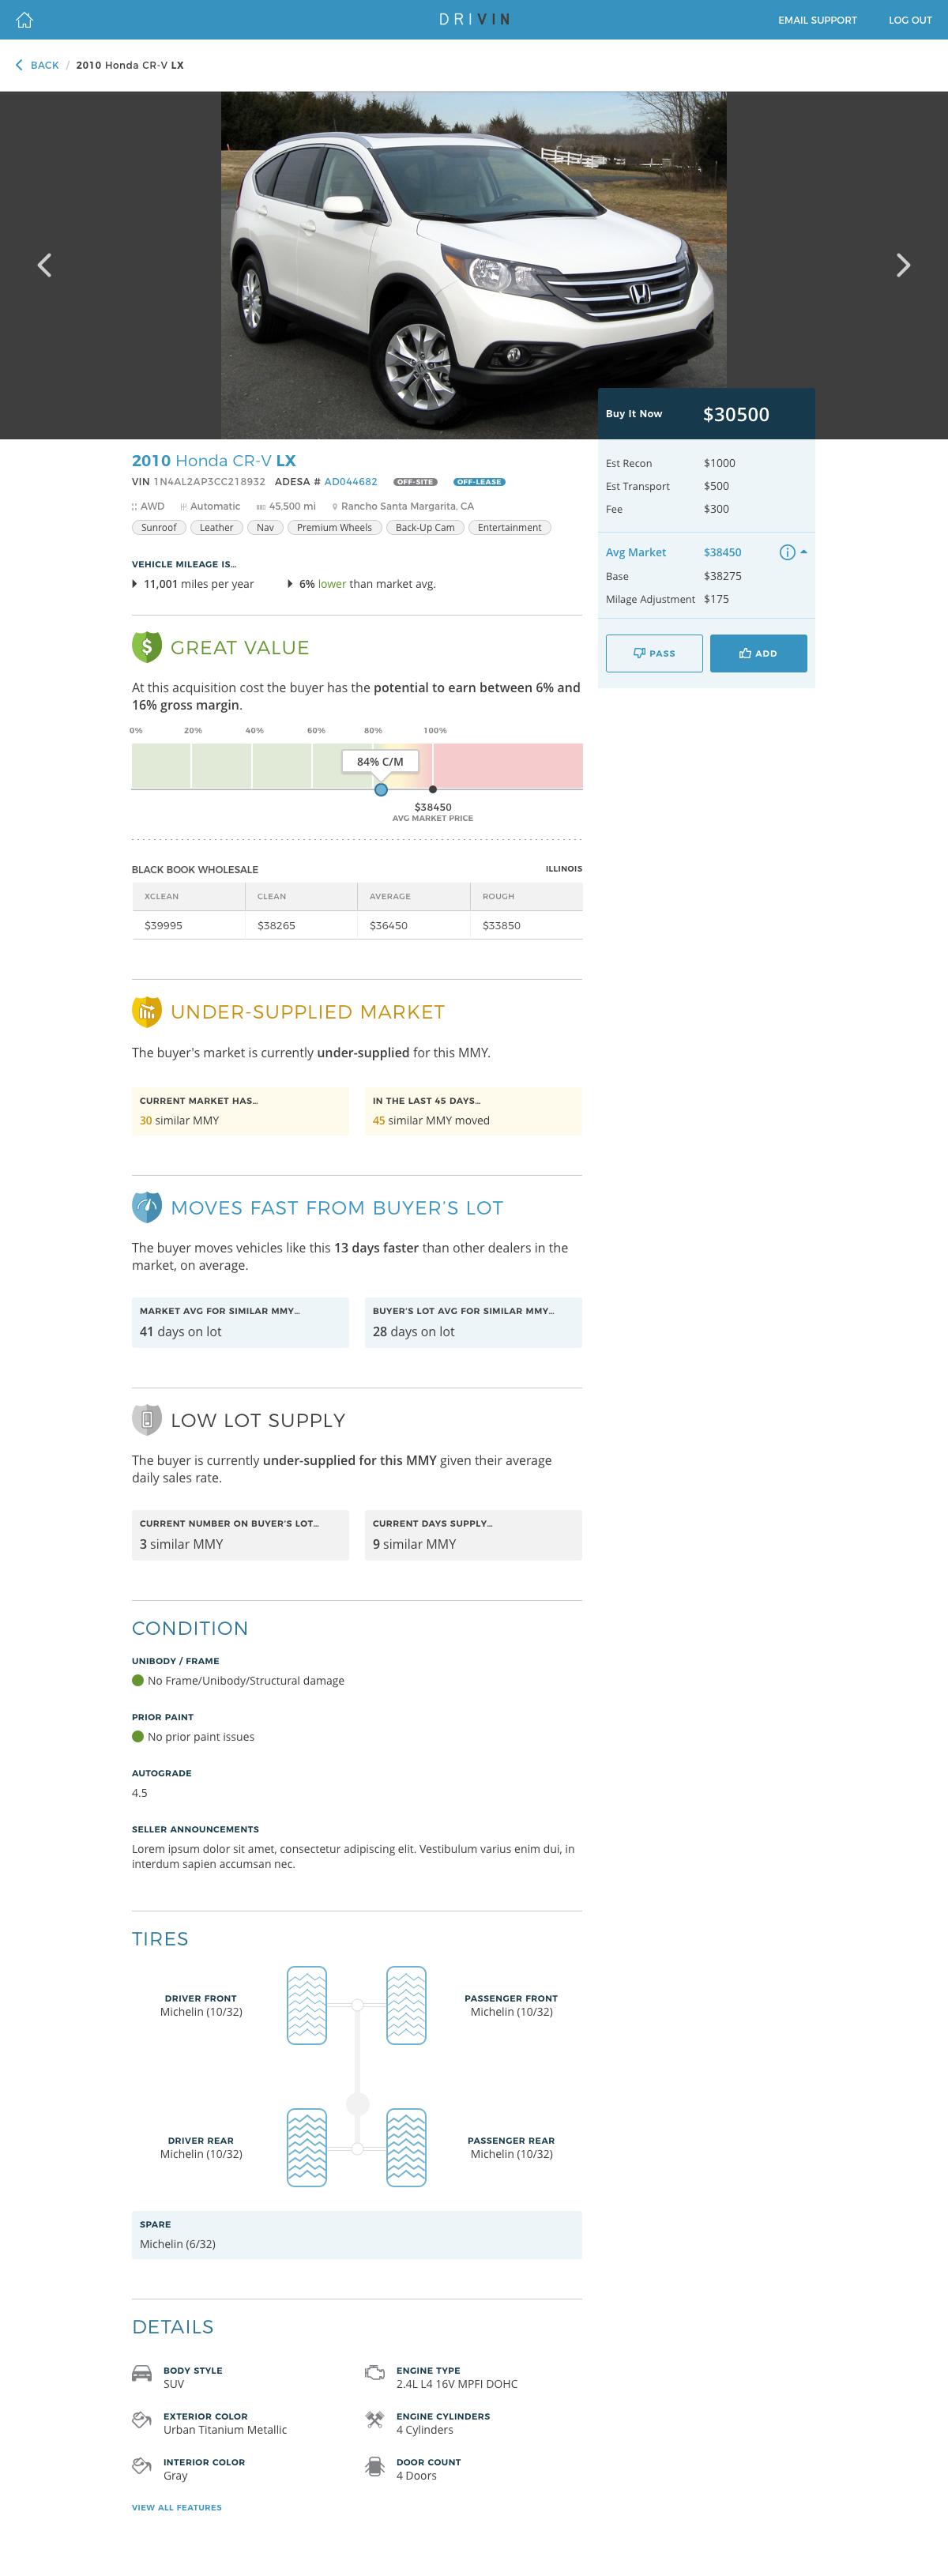 DRIVIN
EMAIL SUPPORT
LOG OUT
BACK / 2010 Honda CR-V LX
Buy It Now $30500
Est Recon $1000
Est Transport $500
Fee $300
Avg Market $38450
Base $38275
Milage Adjustment $175
PASS
ADD
2010 Honda CR-V LX
VIN 1N4AL2AP3CC218932 ADESA # AD044682 OFF-SITE OFF-LEASE
AWD Automatic 45,500 mi Rancho Santa Margarita, CA
Sunroof Leather Nav Premium Wheels Back-Up Cam Entertainment
VEHICLE MILEAGE IS…
11,001 miles per year 6% lower than market avg.
GREAT VALUE
At this acquisition cost the buyer has the potential to earn between 6% and
16% gross margin.
0% 20% 40% 60% 80% 100%
84% C/M
$38450
AVG MARKET PRICE
BLACK BOOK WHOLESALE ILLINOIS
XCLEAN CLEAN AVERAGE ROUGH
$39995 $38265 $36450 $33850
UNDER-SUPPLIED MARKET
The buyer's market is currently under-supplied for this MMY.
CURRENT MARKET HAS…
30 similar MMY
IN THE LAST 45 DAYS…
45 similar MMY moved
MOVES FAST FROM BUYER'S LOT
The buyer moves vehicles like this 13 days faster than other dealers in the
market, on average.
MARKET AVG FOR SIMILAR MMY…
41 days on lot
BUYER'S LOT AVG FOR SIMILAR MMY…
28 days on lot
LOW LOT SUPPLY
The buyer is currently under-supplied for this MMY given their average
daily sales rate.
CURRENT NUMBER ON BUYER'S LOT…
3 similar MMY
CURRENT DAYS SUPPLY…
9 similar MMY
CONDITION
UNIBODY / FRAME
No Frame/Unibody/Structural damage
PRIOR PAINT
No prior paint issues
AUTOGRADE
4.5
SELLER ANNOUNCEMENTS
Lorem ipsum dolor sit amet, consectetur adipiscing elit. Vestibulum varius enim dui, in
interdum sapien accumsan nec.
TIRES
DRIVER FRONT
Michelin (10/32)
PASSENGER FRONT
Michelin (10/32)
DRIVER REAR
Michelin (10/32)
PASSENGER REAR
Michelin (10/32)
SPARE
Michelin (6/32)
DETAILS
BODY STYLE
SUV
ENGINE TYPE
2.4L L4 16V MPFI DOHC
EXTERIOR COLOR
Urban Titanium Metallic
ENGINE CYLINDERS
4 Cylinders
INTERIOR COLOR
Gray
DOOR COUNT
4 Doors
VIEW ALL FEATURES